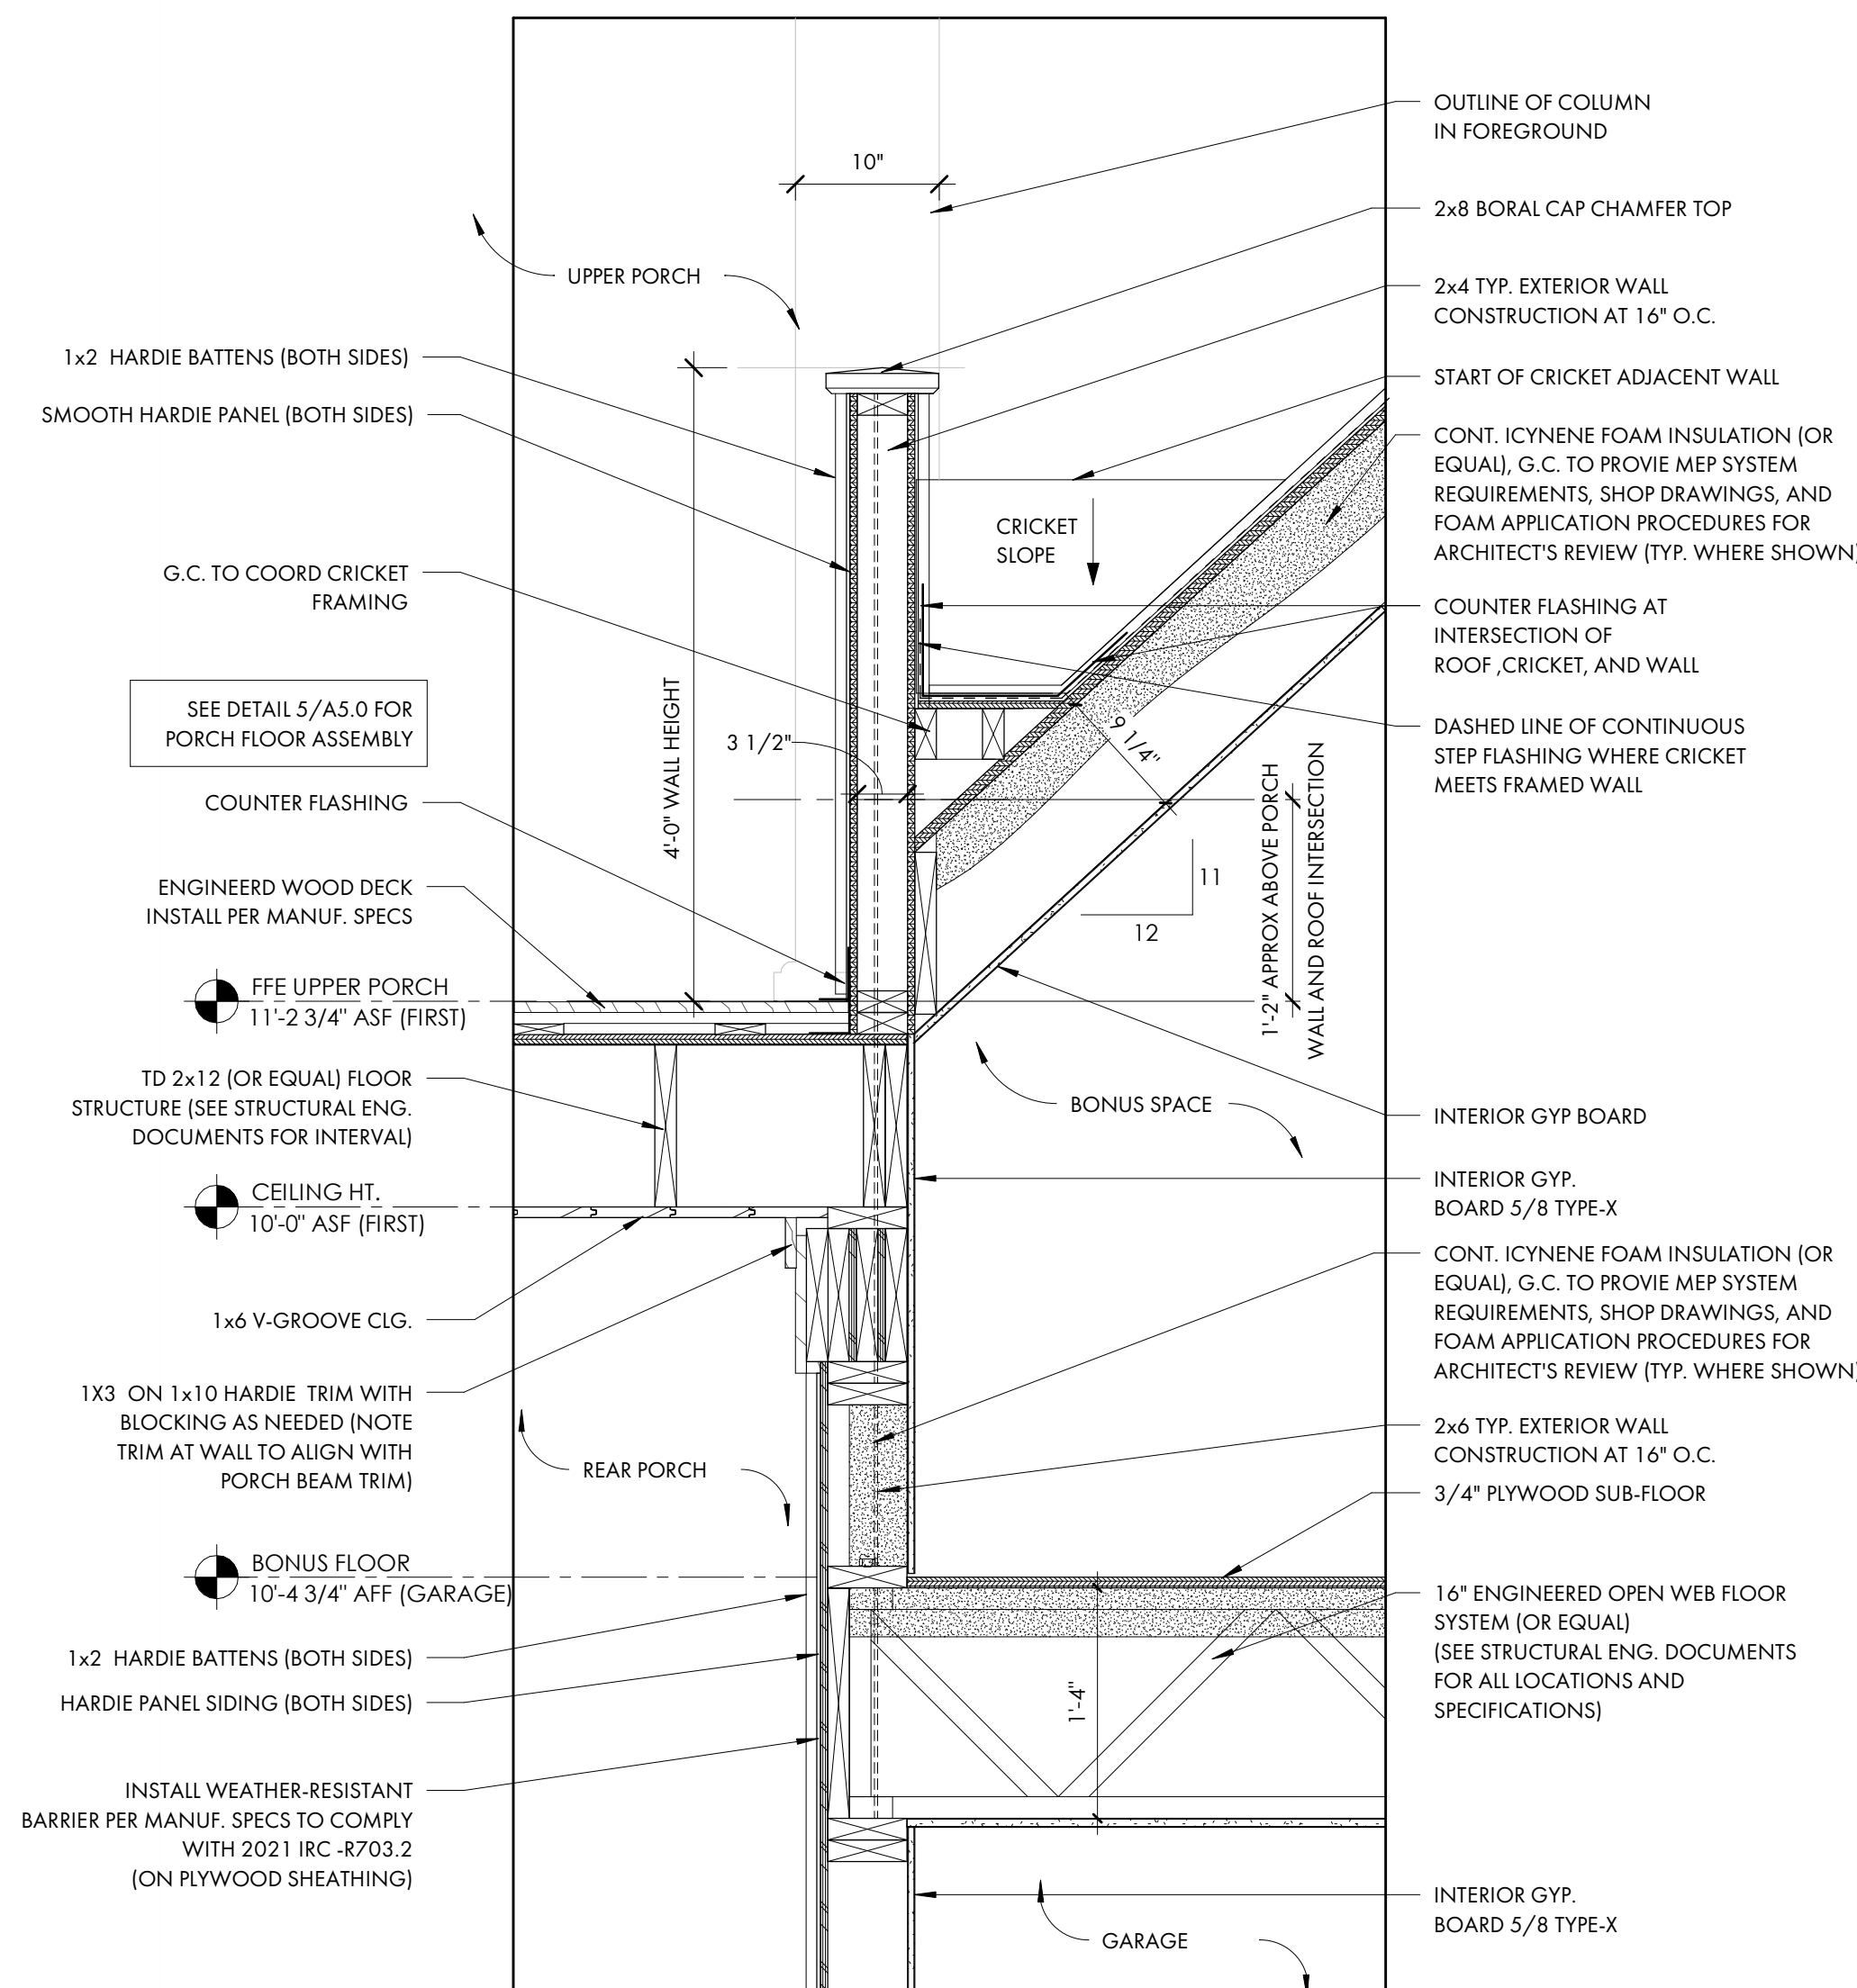 OUTLINE OF COLUMN
IN FOREGROUND
10"
2x8 BORAL CAP CHAMFER TOP
UPPER PORCH
2x4 TYP. EXTERIOR WALL
CONSTRUCTION AT 16" O.C.
1x2 HARDIE BATTENS (BOTH SIDES)
START OF CRICKET ADJACENT WALL
SMOOTH HARDIE PANEL (BOTH SIDES)
CONT. ICYNENE FOAM INSULATION (OR
EQUAL), G.C. TO PROVIE MEP SYSTEM
REQUIREMENTS, SHOP DRAWINGS, AND
FOAM APPLICATION PROCEDURES FOR
ARCHITECT'S REVIEW (TYP. WHERE SHOWN)
CRICKET
SLOPE
G.C. TO COORD CRICKET
FRAMING
COUNTER FLASHING AT
INTERSECTION OF
ROOF ,CRICKET, AND WALL
SEE DETAIL 5/A5.0 FOR
PORCH FLOOR ASSEMBLY
4'-0" WALL HEIGHT
3 1/2"
9 1/4"
DASHED LINE OF CONTINUOUS
STEP FLASHING WHERE CRICKET
MEETS FRAMED WALL
COUNTER FLASHING
1'-2" APPROX ABOVE PORCH
WALL AND ROOF INTERSECTION
11
12
ENGINEERD WOOD DECK
INSTALL PER MANUF. SPECS
FFE UPPER PORCH
11'-2 3/4" ASF (FIRST)
TD 2x12 (OR EQUAL) FLOOR
STRUCTURE (SEE STRUCTURAL ENG.
DOCUMENTS FOR INTERVAL)
BONUS SPACE
INTERIOR GYP BOARD
CEILING HT.
10'-0" ASF (FIRST)
INTERIOR GYP.
BOARD 5/8 TYPE-X
CONT. ICYNENE FOAM INSULATION (OR
EQUAL), G.C. TO PROVIE MEP SYSTEM
REQUIREMENTS, SHOP DRAWINGS, AND
FOAM APPLICATION PROCEDURES FOR
ARCHITECT'S REVIEW (TYP. WHERE SHOWN)
1x6 V-GROOVE CLG.
1X3 ON 1x10 HARDIE TRIM WITH
BLOCKING AS NEEDED (NOTE
TRIM AT WALL TO ALIGN WITH
PORCH BEAM TRIM)
REAR PORCH
2x6 TYP. EXTERIOR WALL
CONSTRUCTION AT 16" O.C.
3/4" PLYWOOD SUB-FLOOR
BONUS FLOOR
10'-4 3/4" AFF (GARAGE)
16" ENGINEERED OPEN WEB FLOOR
SYSTEM (OR EQUAL)
(SEE STRUCTURAL ENG. DOCUMENTS
FOR ALL LOCATIONS AND
SPECIFICATIONS)
1x2 HARDIE BATTENS (BOTH SIDES)
HARDIE PANEL SIDING (BOTH SIDES)
1'-4"
INSTALL WEATHER-RESISTANT
BARRIER PER MANUF. SPECS TO COMPLY
WITH 2021 IRC -R703.2
(ON PLYWOOD SHEATHING)
INTERIOR GYP.
BOARD 5/8 TYPE-X
GARAGE